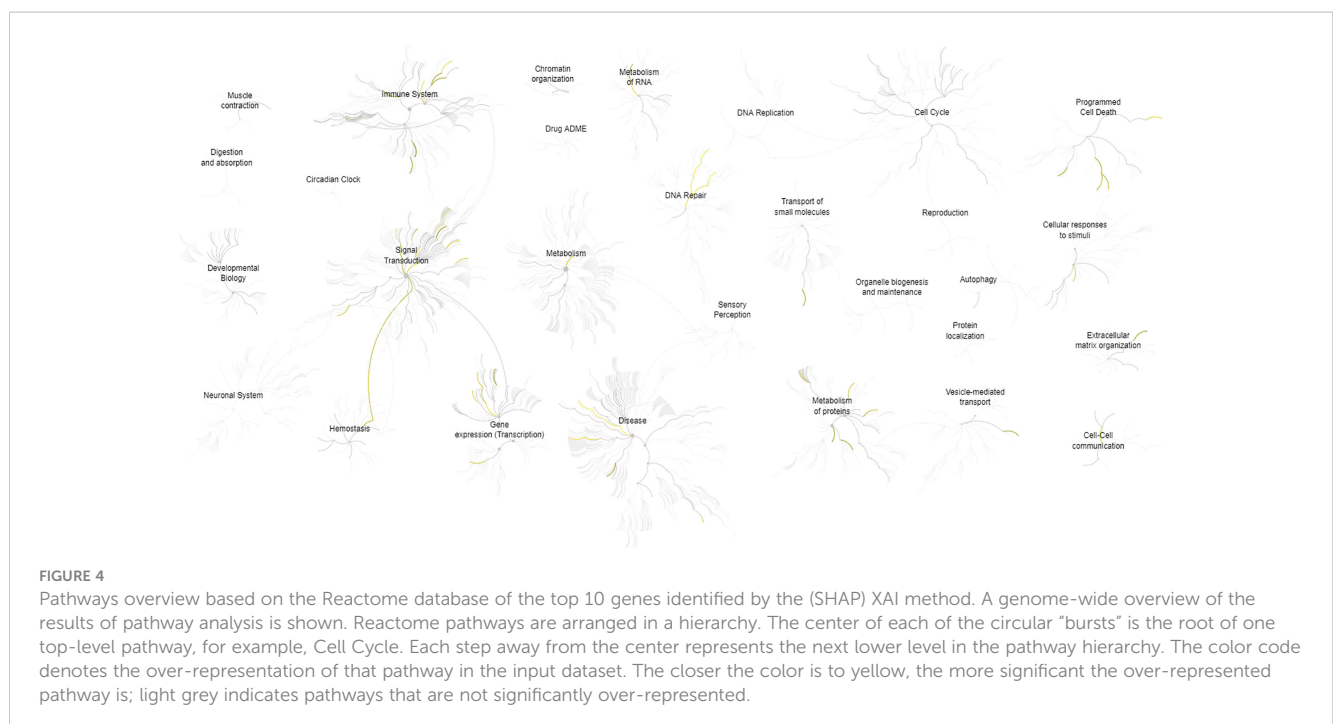 Muscle
contraction
Immune System
Chromatin
organization
Metabolism
of RNA
Drug ADME
DNA Replication
Cell Cycle
Programmed
Cell Death
Digestion
and absorption
Circadian Clock
DNA Repair
Transport of
small molecules
Reproduction
Cellular responses
to stimuli
Developmental
Biology
Signal
Transduction
Metabolism
Organelle biogenesis
and maintenance
Autophagy
Sensory
Perception
Protein
localization
Extracellular
matrix organization
Neuronal System
Hemostasis
Gene
expression (Transcription)
Disease
Metabolism
of proteins
Vesicle-mediated
transport
Cell-Cell
communication
FIGURE 4
Pathways overview based on the Reactome database of the top 10 genes identified by the (SHAP) XAI method. A genome-wide overview of the
results of pathway analysis is shown. Reactome pathways are arranged in a hierarchy. The center of each of the circular “bursts” is the root of one
top-level pathway, for example, Cell Cycle. Each step away from the center represents the next lower level in the pathway hierarchy. The color code
denotes the over-representation of that pathway in the input dataset. The closer the color is to yellow, the more significant the over-represented
pathway is; light grey indicates pathways that are not significantly over-represented.